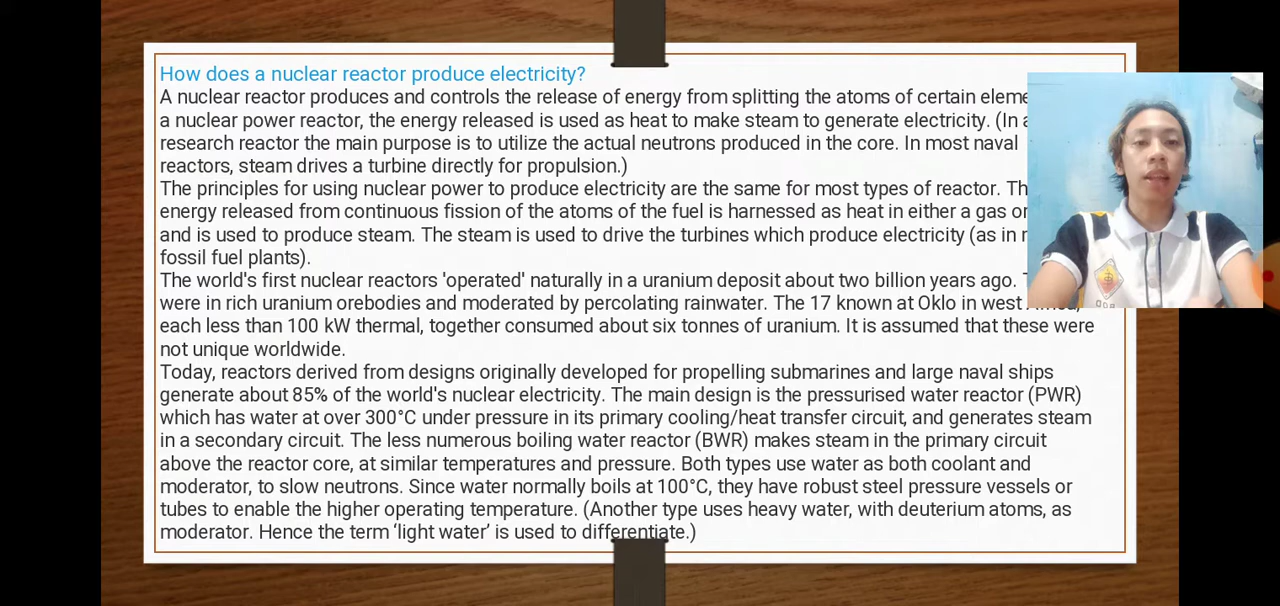 How does a nuclear reactor produce electricity?
A nuclear reactor produces and controls the release of energy from splitting the atoms of certain
a nuclear power reactor, the energy released is used as heat to make steam to generate electricity. (In
research reactor the main purpose is to utilize the actual neutrons produced in the core. In most naval
reactors, steam drives a turbine directly for propulsion.)
The principles for using nuclear power to produce electricity are the same for most types of reactor.
energy released from continuous fission of the atoms of the fuel is harnessed as heat in either a gas
and is used to produce steam. The steam is used to drive the turbines which produce electricity (as in
fossil fuel plants).
The world's first nuclear reactors 'operated' naturally in a uranium deposit about two billion years ago.
were in rich uranium orebodies and moderated by percolating rainwater. The 17 known at Oklo in west
each less than 100 kW thermal, together consumed about six tonnes of uranium. It is assumed that these were
not unique worldwide.
Today, reactors derived from designs originally developed for propelling submarines and large naval ships
generate about 85% of the world's nuclear electricity. The main design is the pressurised water reactor (PWR)
which has water at over 300°C under pressure in its primary cooling/heat transfer circuit, and generates steam
in a secondary circuit. The less numerous boiling water reactor (BWR) makes steam in the primary circuit
above the reactor core, at similar temperatures and pressure. Both types use water as both coolant and
moderator, to slow neutrons. Since water normally boils at 100°C, they have robust steel pressure vessels or
tubes to enable the higher operating temperature. (Another type uses heavy water, with deuterium atoms, as
moderator. Hence the term ‘light water’ is used to differentiate.)